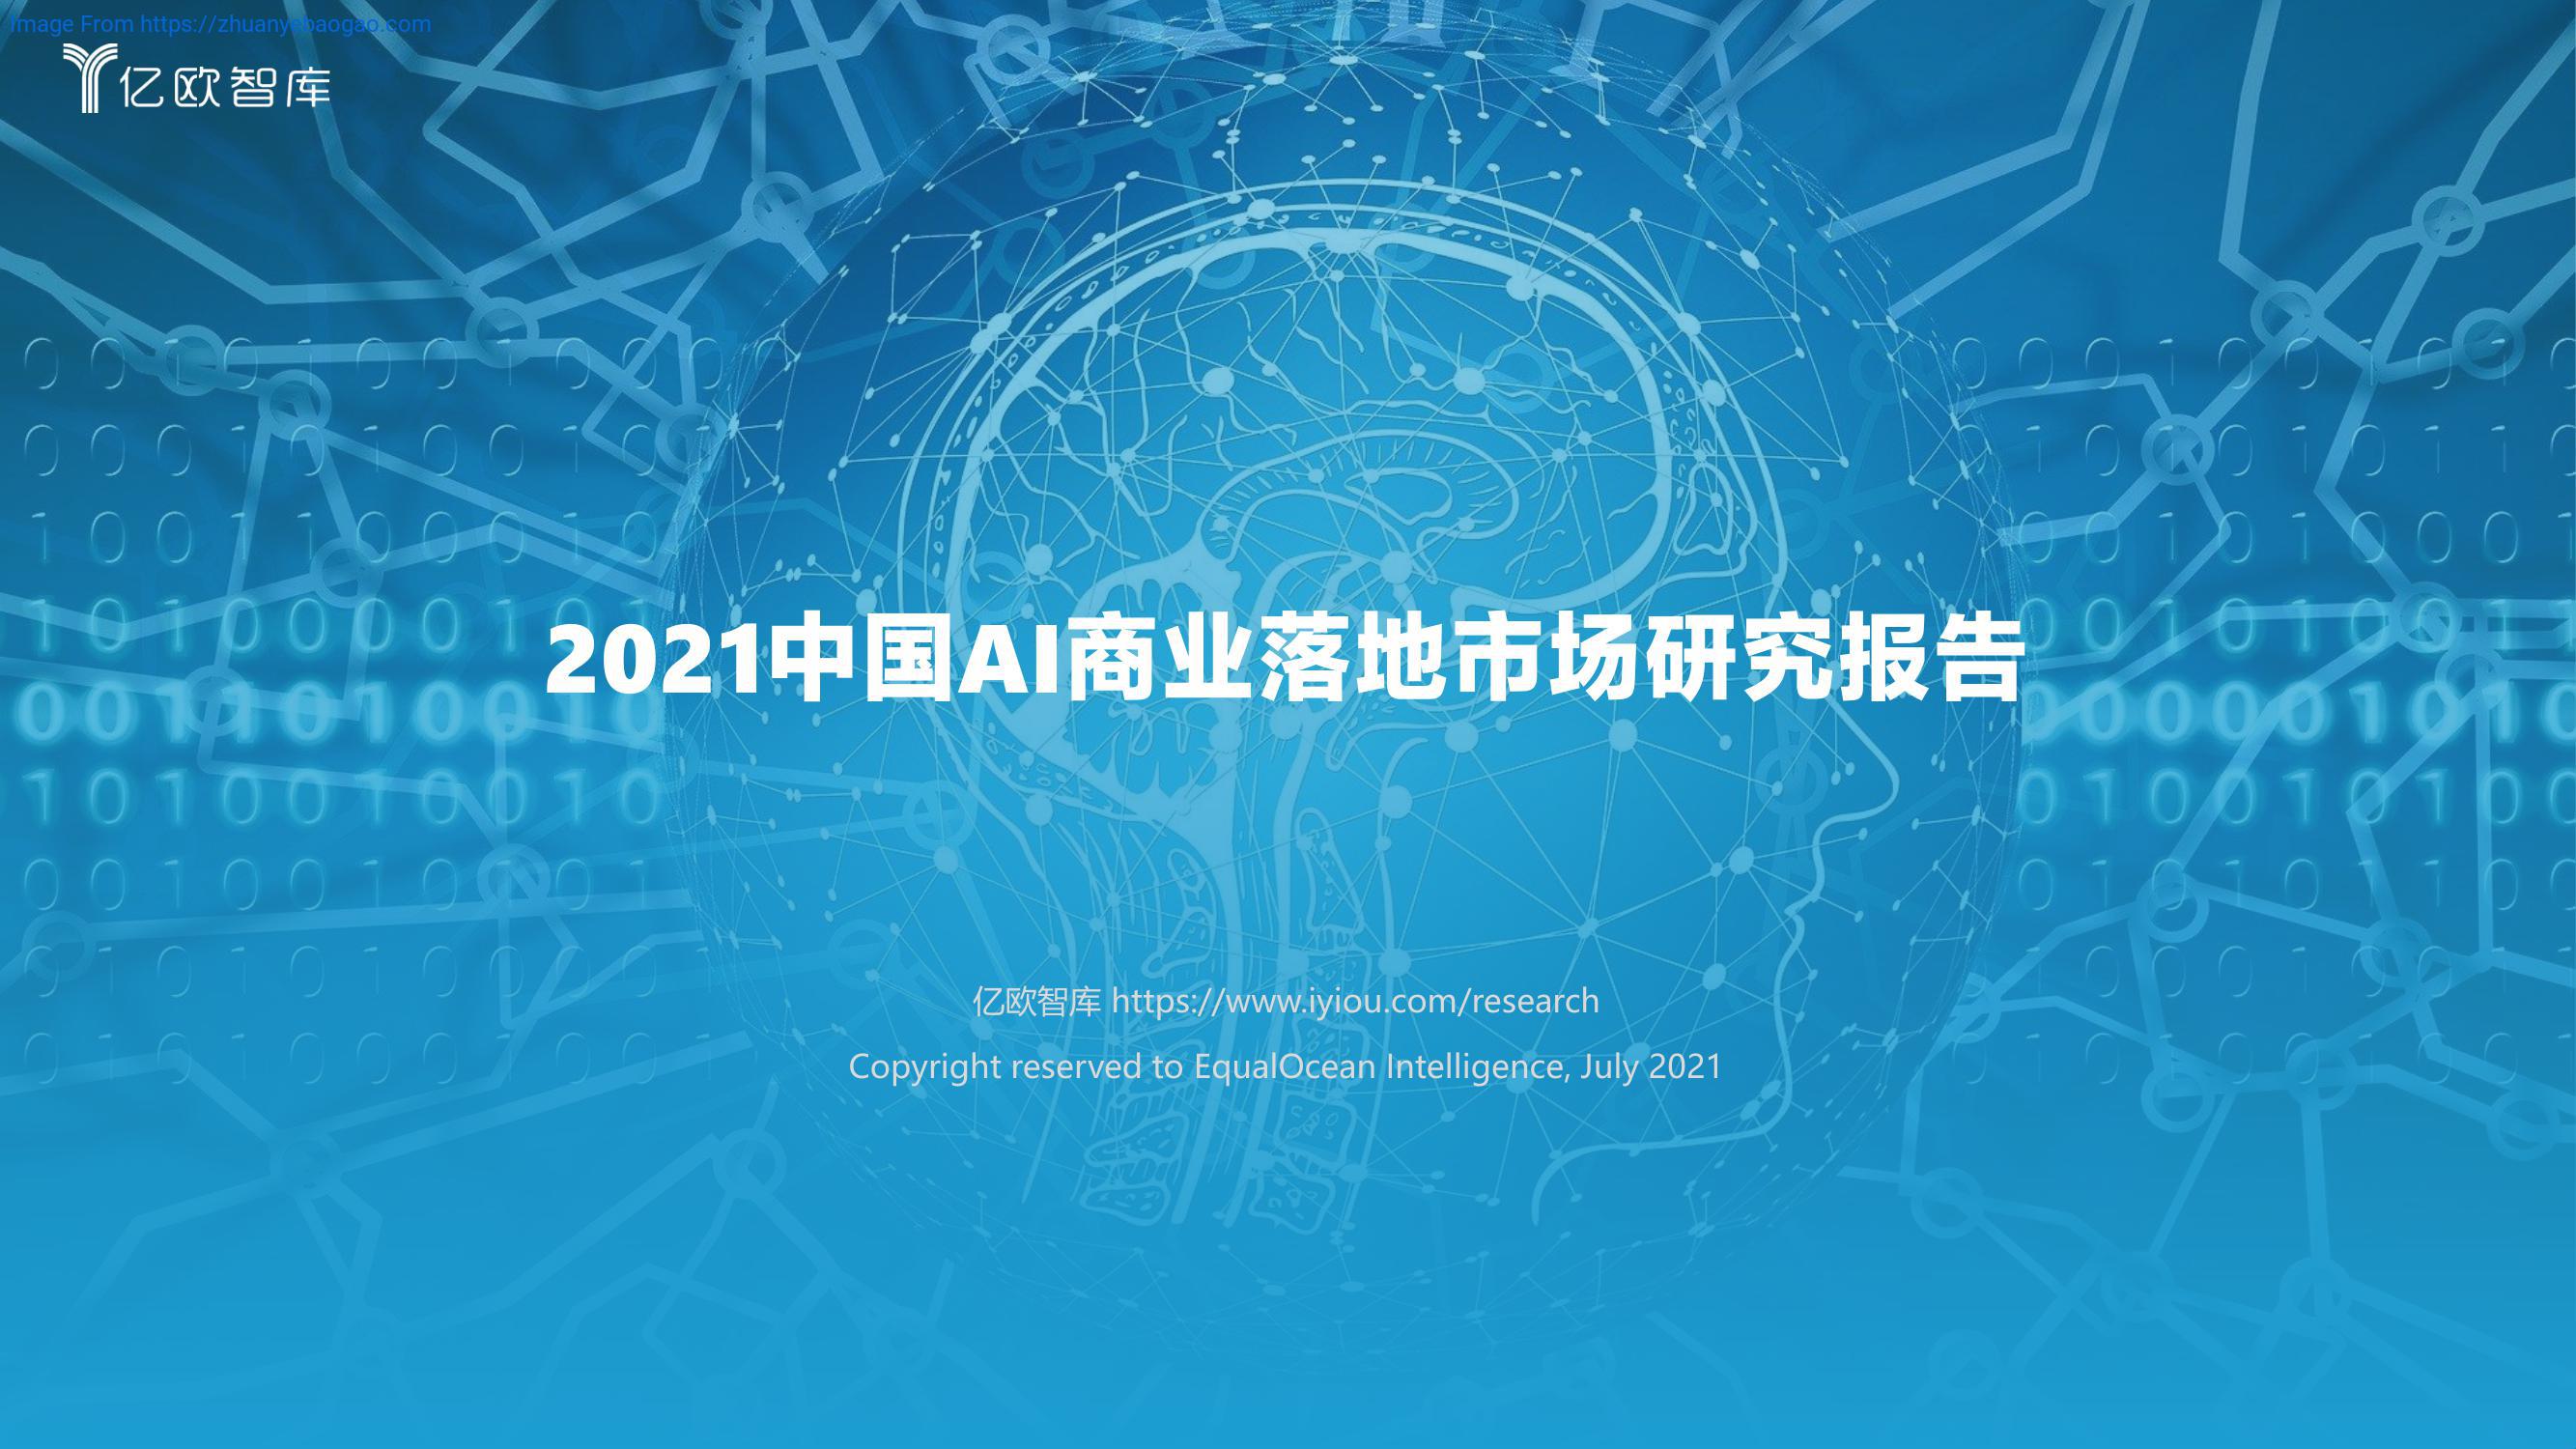 Image From https://zhuanyebaogao.com
亿欧智库
2021中国AI商业落地市场研究报告
亿欧智库 https://www.iyiou.com/research
Copyright reserved to EqualOcean Intelligence, July 2021